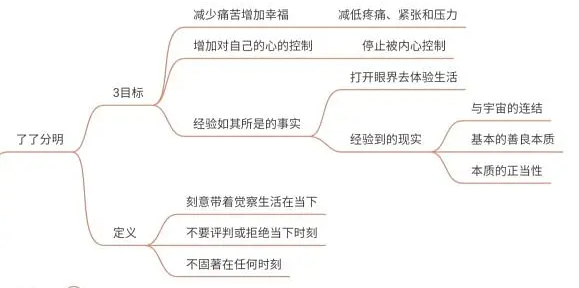 减少痛苦增加幸福 减低疼痛、紧张和压力
增加对自己的心的控制 停止被内心控制
打开眼界去体验生活
3目标
与宇宙的连结
经验如其所是的事实
了了分明 经验到的现实 基本的善良本质
本质的正当性
刻意带着觉察生活在当下
定义 不要评判或拒绝当下时刻
不固著在任何时刻